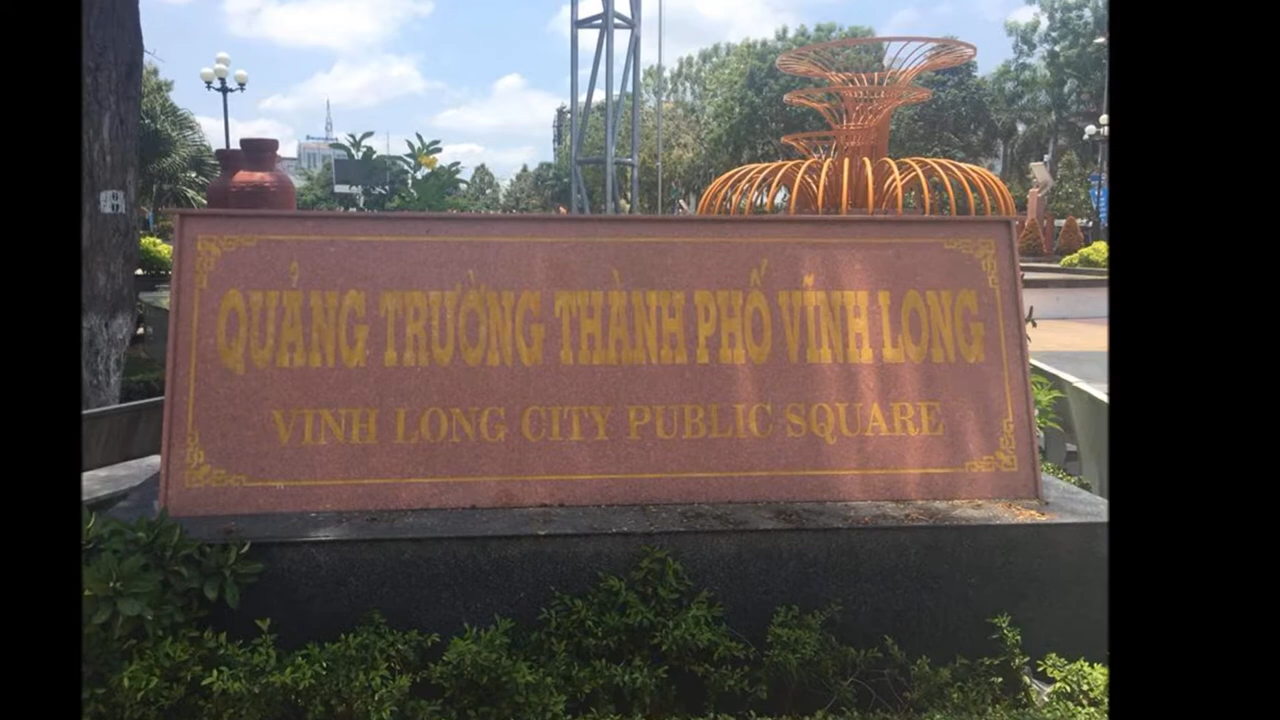 QUẢNG TRƯỜNG THÀNH PHỐ VĨNH LONG
VINH LONG CITY PUBLIC SQUARE